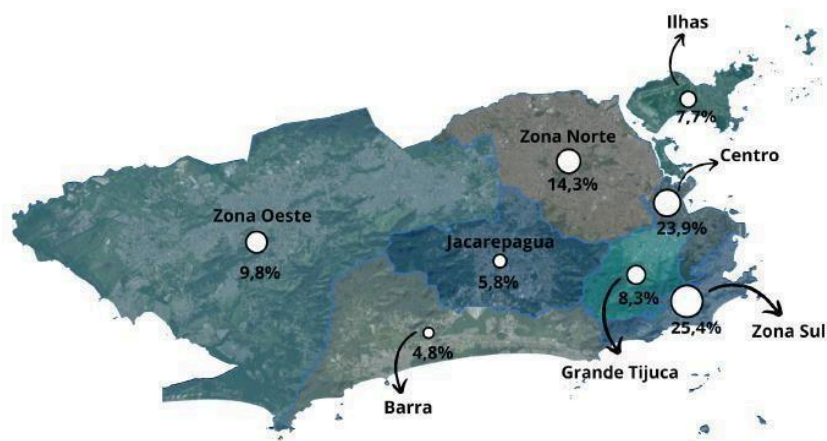 Ilhas
7,7%
Zona Norte
14,3%
Centro
23,9%
Zona Oeste
9,8%
Jacarepagua
5,8%
8,3%
Grande Tijuca
25,4%
Zona Sul
4,8%
Barra